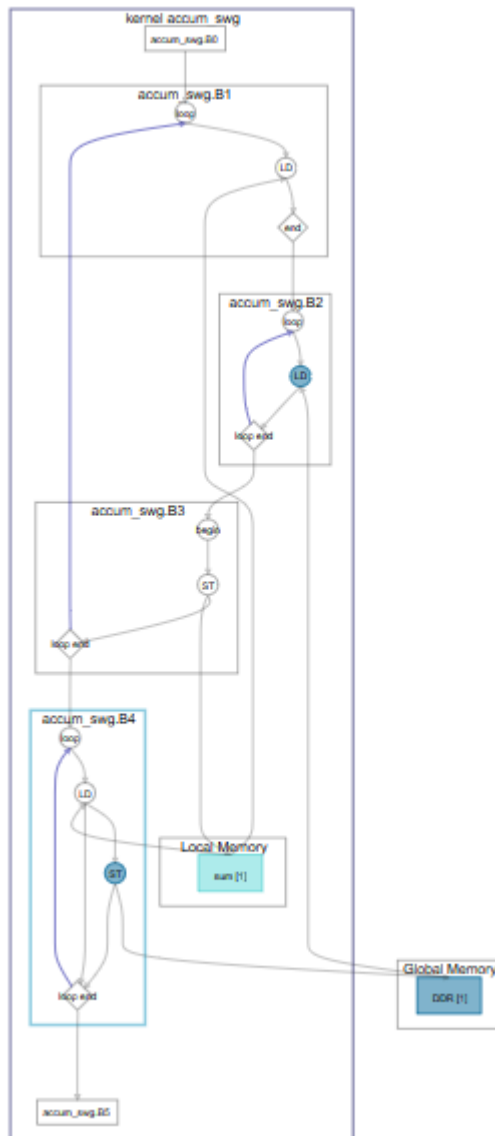 kernel accum_swg
accum_swg.B0
accum_swg.B1
loop
LD
end
accum_swg.B2
loop
LD
loop end
accum_swg.B3
begin
ST
loop end
accum_swg.B4
loop
LD
ST
loop end
Local Memory
sum [1]
Global Memory
DDR [1]
accum_swg.B5